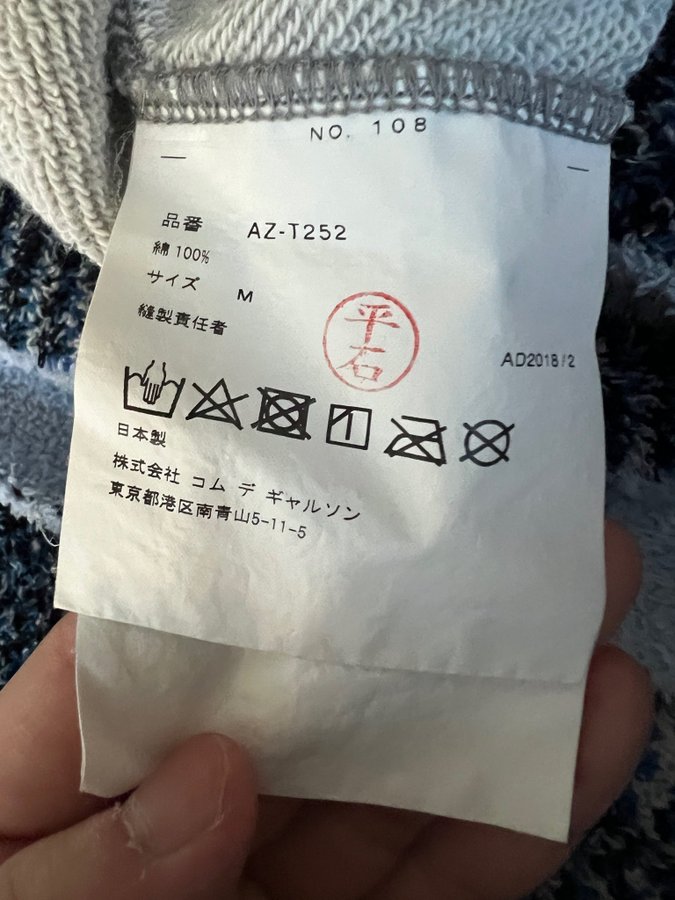 NO. 108
品番 AZ-T252
綿 100%
サイズ M
縫製責任者 平石
AD2018/2
日本製
株式会社 コム デ ギャルソン
東京都港区南青山5-11-5